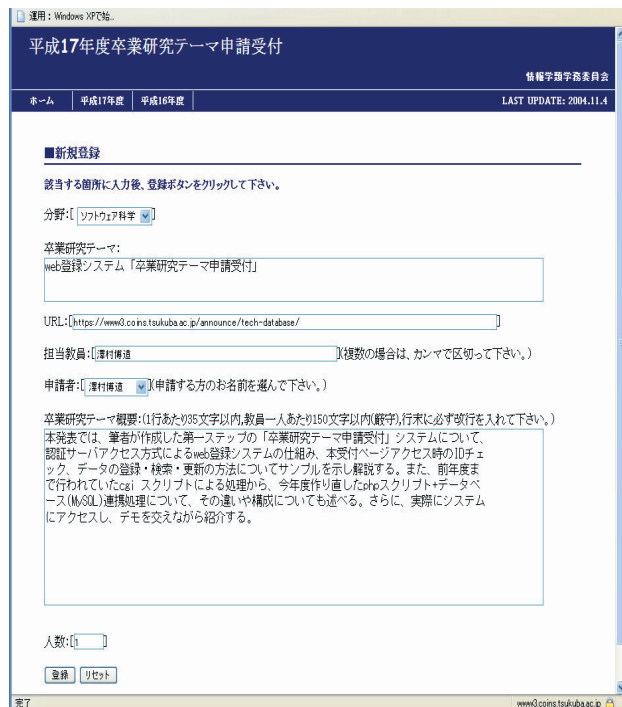 運用：Windows XPで始..
平成17年度卒業研究テーマ申請受付
情報学類学務委員会
ホーム 平成17年度 平成16年度 LAST UPDATE: 2004.11.4
■新規登録
該当する箇所に入力後、登録ボタンをクリックして下さい。
分野:[ソフトウェア科学]
卒業研究テーマ:
web登録システム「卒業研究テーマ申請受付」
URL:[https://www3.coins.tsukuba.ac.jp/announce/tech-database/]
担当教員:[澤村博道](複数の場合は、カンマで区切って下さい。)
申請者:[澤村博道](申請する方のお名前を選んで下さい。)
卒業研究テーマ概要:(1行あたり35文字以内,教員一人あたり150文字以内(厳守),行末に必ず改行を入れて下さい。)
本発表では、筆者が作成した第一ステップの「卒業研究テーマ申請受付」システムについて、
認証サーバアクセス方式によるweb登録システムの仕組み、本受付ページアクセス時のIDチェ
ック、データの登録・検索・更新の方法についてサンプルを示し解説する。また、前年度ま
で行われていたcgi スクリプトによる処理から、今年度作り直したphpスクリプト+データベ
ース(MySQL)連携処理について、その違いや構成についても述べる。さらに、実際にシステム
にアクセスし、デモを交えながら紹介する。
人数:[1]
登録 リセット
完了 www3.coins.tsukuba.ac.jp